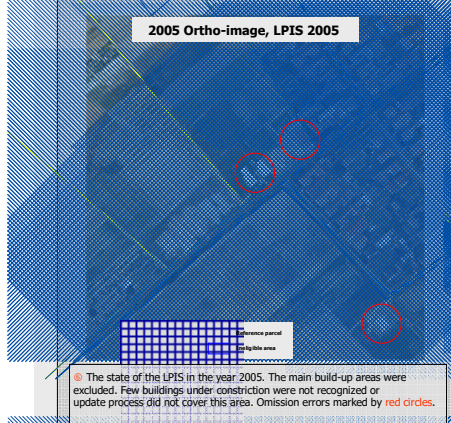 2005 Ortho-image, LPIS 2005
Reference parcel
Ineligible area
© The state of the LPIS in the year 2005. The main build-up areas were
excluded. Few buildings under constriction were not recognized or
update process did not cover this area. Omission errors marked by red circles.